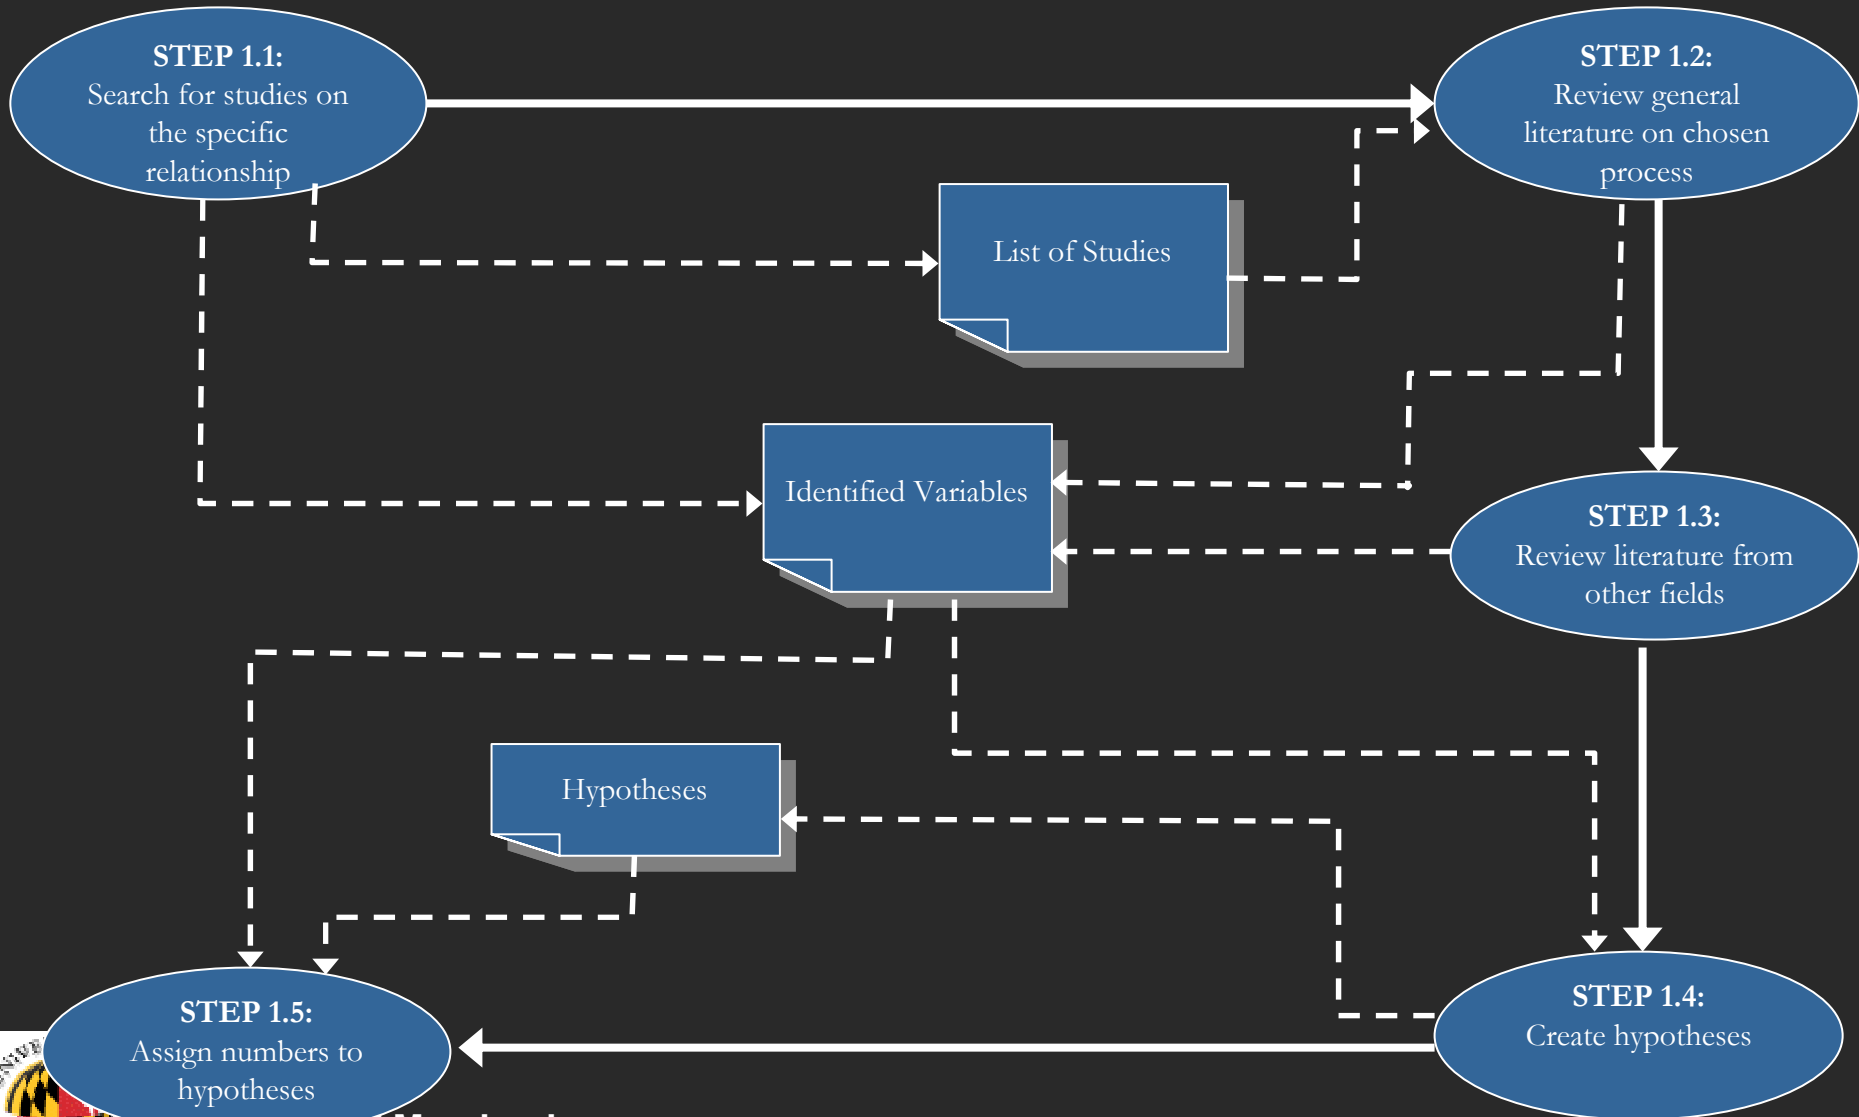 STEP 1.1:
Search for studies on
the specific
relationship
STEP 1.2:
Review general
literature on chosen
process
List of Studies
Identified Variables
STEP 1.3:
Review literature from
other fields
Hypotheses
STEP 1.4:
Create hypotheses
STEP 1.5:
Assign numbers to
hypotheses